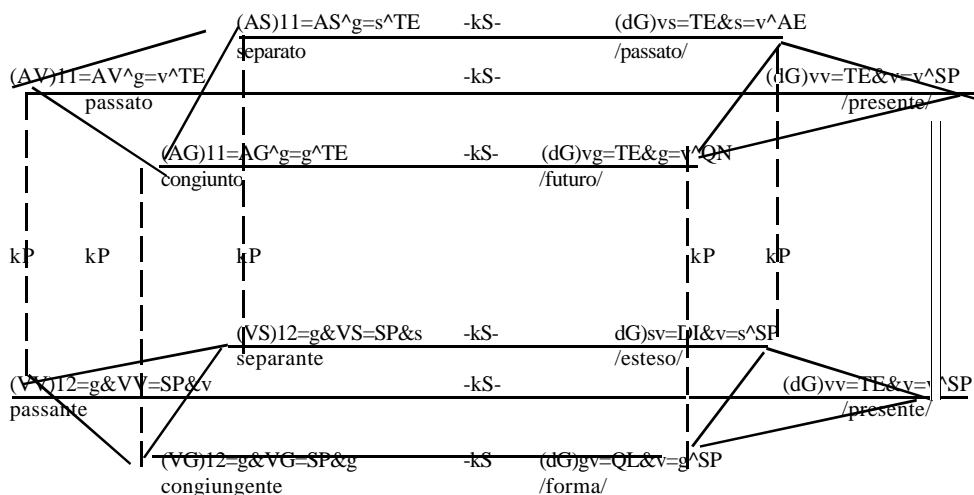 (AS)11=AS^g=s^TE -kS- (dG)vs=TE&s=v^AE
separato /passato/
(AV)11=AV^g=v^TE -kS- (dG)vv=TE&v=v^SP
passato /presente/
(AG)11=AG^g=g^TE -kS- (dG)vg=TE&g=v^QN
congiunto /futuro/
kP kP kP kP kP
(VS)12=g&VS=SP&s -kS- dG)sv=DI&v=s^SP
separante /esteso/
(VV)12=g&VV=SP&v -kS- (dG)vv=TE&v=v^SP
passante /presente/
(VG)12=g&VG=SP&g -kS (dG)gv=QL&v=g^SP
congiungente /forma/